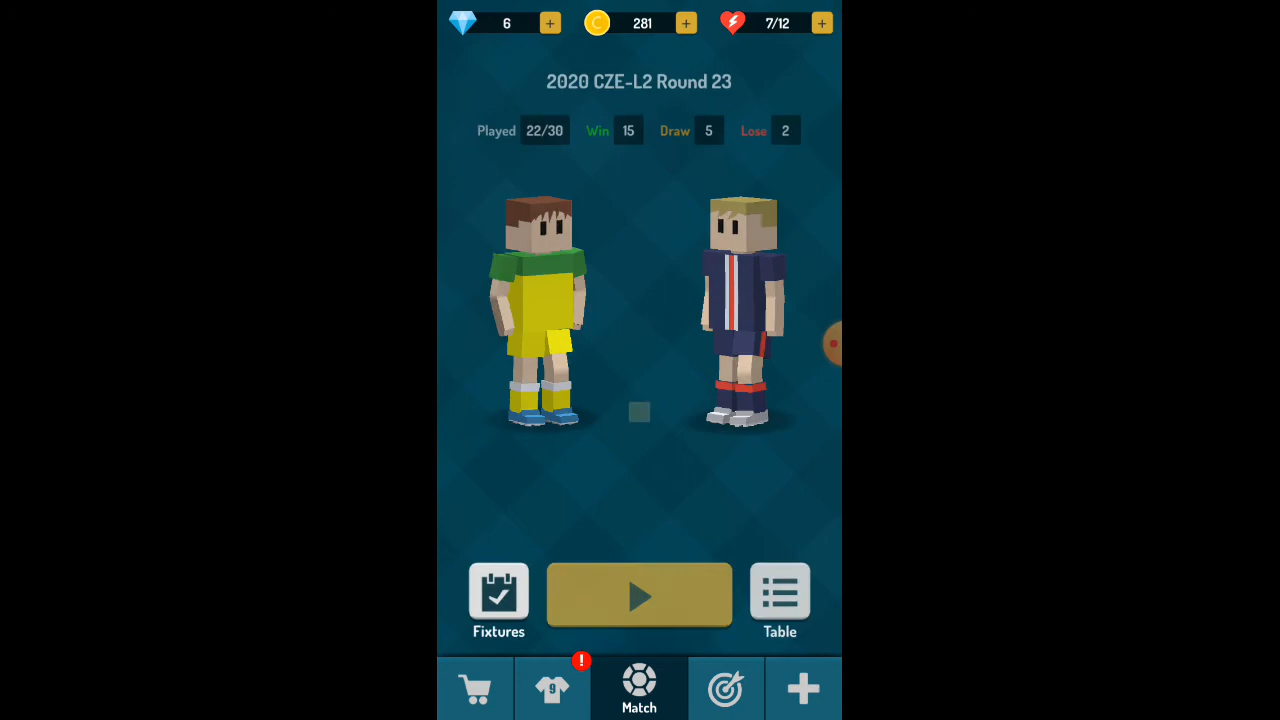 6 + 281 + 7/12 +
2020 CZE-L2 Round 23
Played 22/30 Win 15 Draw 5 Lose 2
Fixtures
Table
!
9
Match